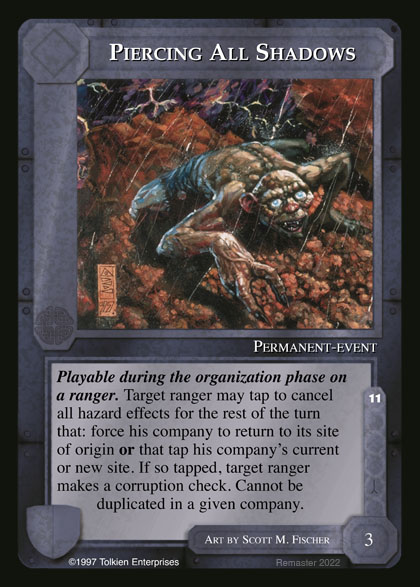 PIERCING ALL SHADOWS
PERMANENT-EVENT
Playable during the organization phase on
a ranger. Target ranger may tap to cancel
all hazard effects for the rest of the turn
that: force his company to return to its site
of origin or that tap his company's current
or new site. If so tapped, target ranger
makes a corruption check. Cannot be
duplicated in a given company.
11
ART BY SCOTT M. FISCHER
3
©1997 Tolkien Enterprises
Remaster 2022